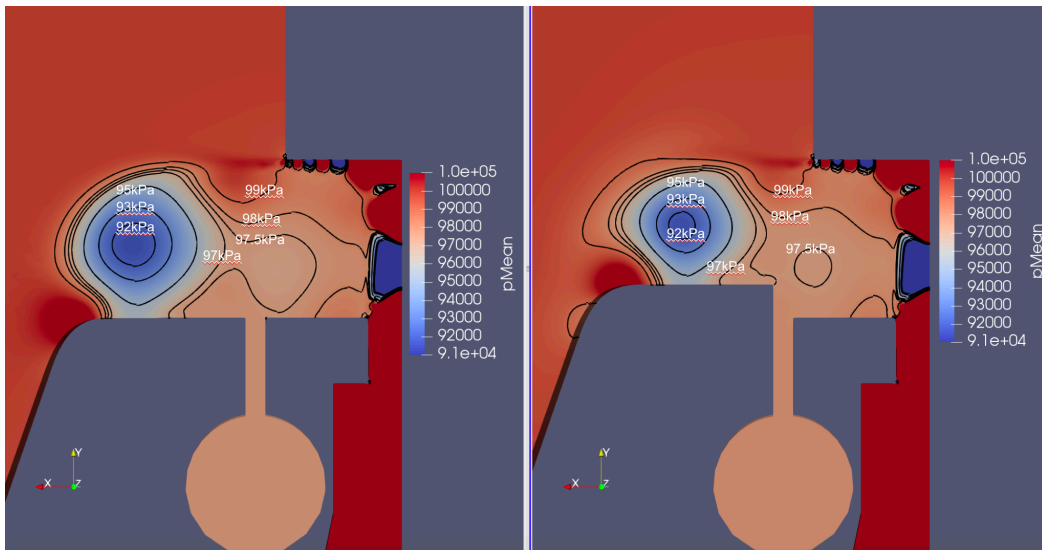 95kPa
93kPa
92kPa
99kPa
98kPa
97.5kPa
97kPa
1.0e+05
100000
99000
98000
97000
96000
95000
94000
93000
92000
9.1e+04
pMean
Y
X
Z
95kPa
93kPa
92kPa
99kPa
98kPa
97.5kPa
97kPa
1.0e+05
100000
99000
98000
97000
96000
95000
94000
93000
92000
9.1e+04
pMean
Y
X
Z